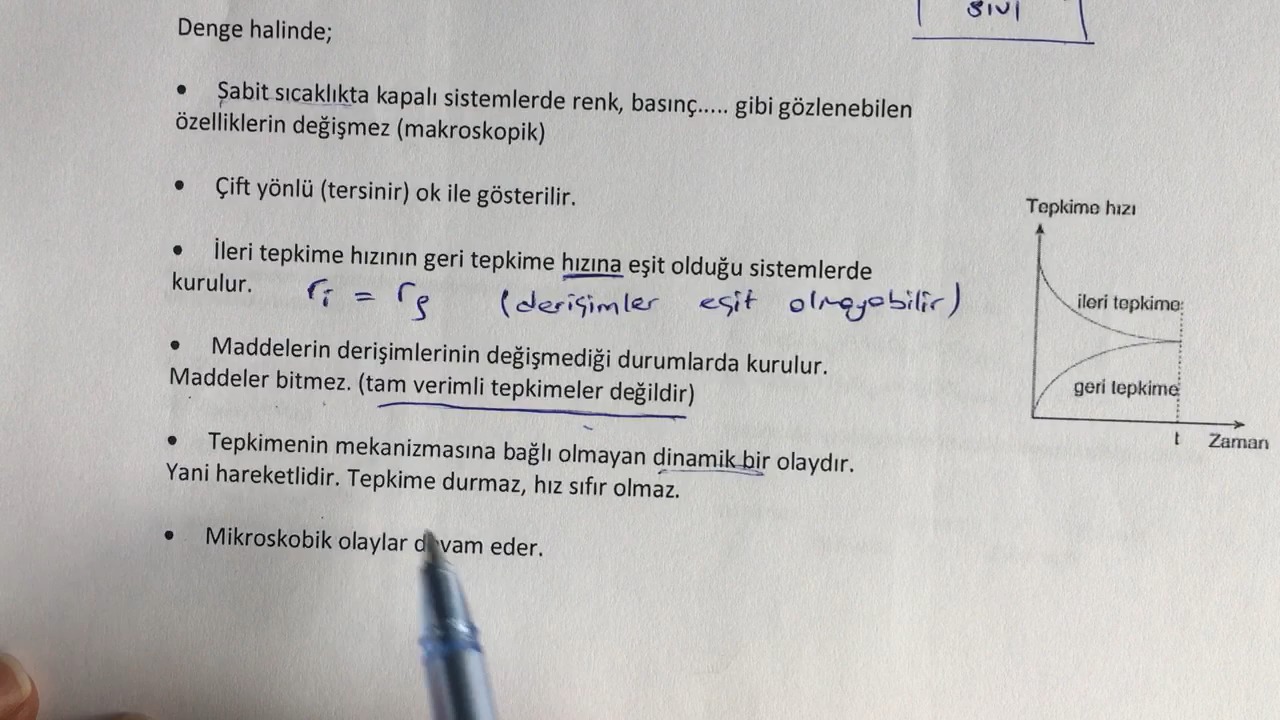 sıvı
Denge halinde;
• Şabit sıcaklıkta kapalı sistemlerde renk, basınç..... gibi gözlenebilen
özelliklerin değişmez (makroskopik)
• Çift yönlü (tersinir) ok ile gösterilir.
• İleri tepkime hızının geri tepkime hızına eşit olduğu sistemlerde
kurulur. ri = rg (derişimler eşit olmayabilir)
• Maddelerin derişimlerinin değişmediği durumlarda kurulur.
Maddeler bitmez. (tam verimli tepkimeler değildir)
• Tepkimenin mekanizmasına bağlı olmayan dinamik bir olaydır.
Yani hareketlidir. Tepkime durmaz, hız sıfır olmaz.
• Mikroskobik olaylar devam eder.
Tepkime hızı
ileri tepkime
geri tepkime
t Zaman